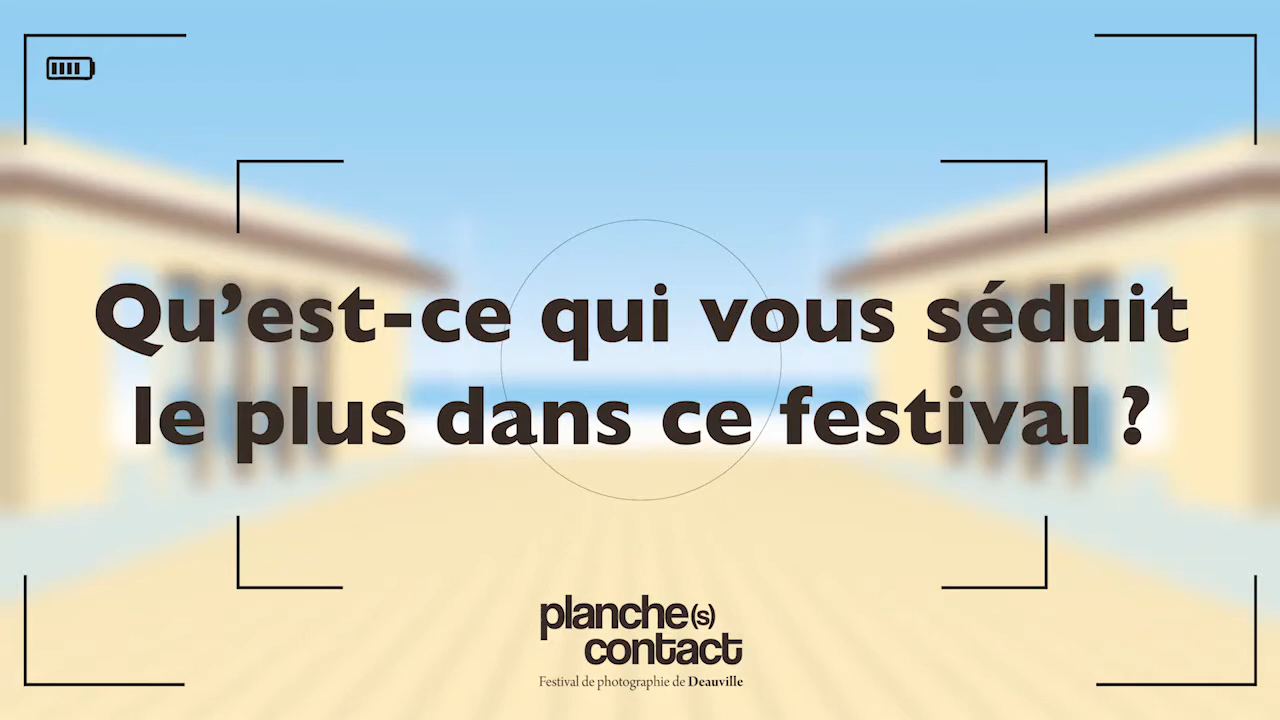 Qu’est-ce qui vous séduit
le plus dans ce festival ?
planche(s)
contact
Festival de photographie de Deauville